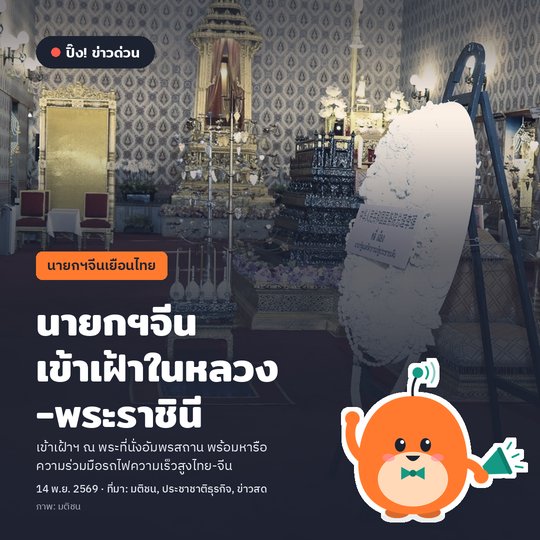 ปิ๊ง! ข่าวด่วน
นายกฯจีนเยือนไทย
นายกฯจีน
เข้าเฝ้าในหลวง
-พระราชินี
เข้าเฝ้าฯ ณ พระที่นั่งอัมพรสถาน พร้อมหารือ
ความร่วมมือรถไฟความเร็วสูงไทย-จีน
14 พ.ย. 2569 · ที่มา: มติชน, ประชาชาติธุรกิจ, ข่าวสด
ภาพ: มติชน